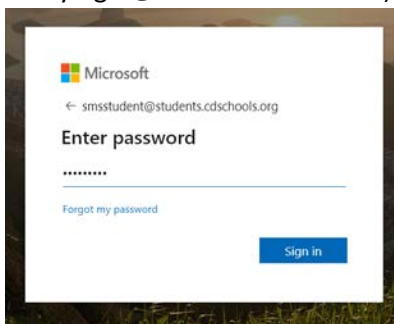 Microsoft
← smsstudent@students.cdschools.org
Enter password
•••••••••
Forgot my password
Sign in